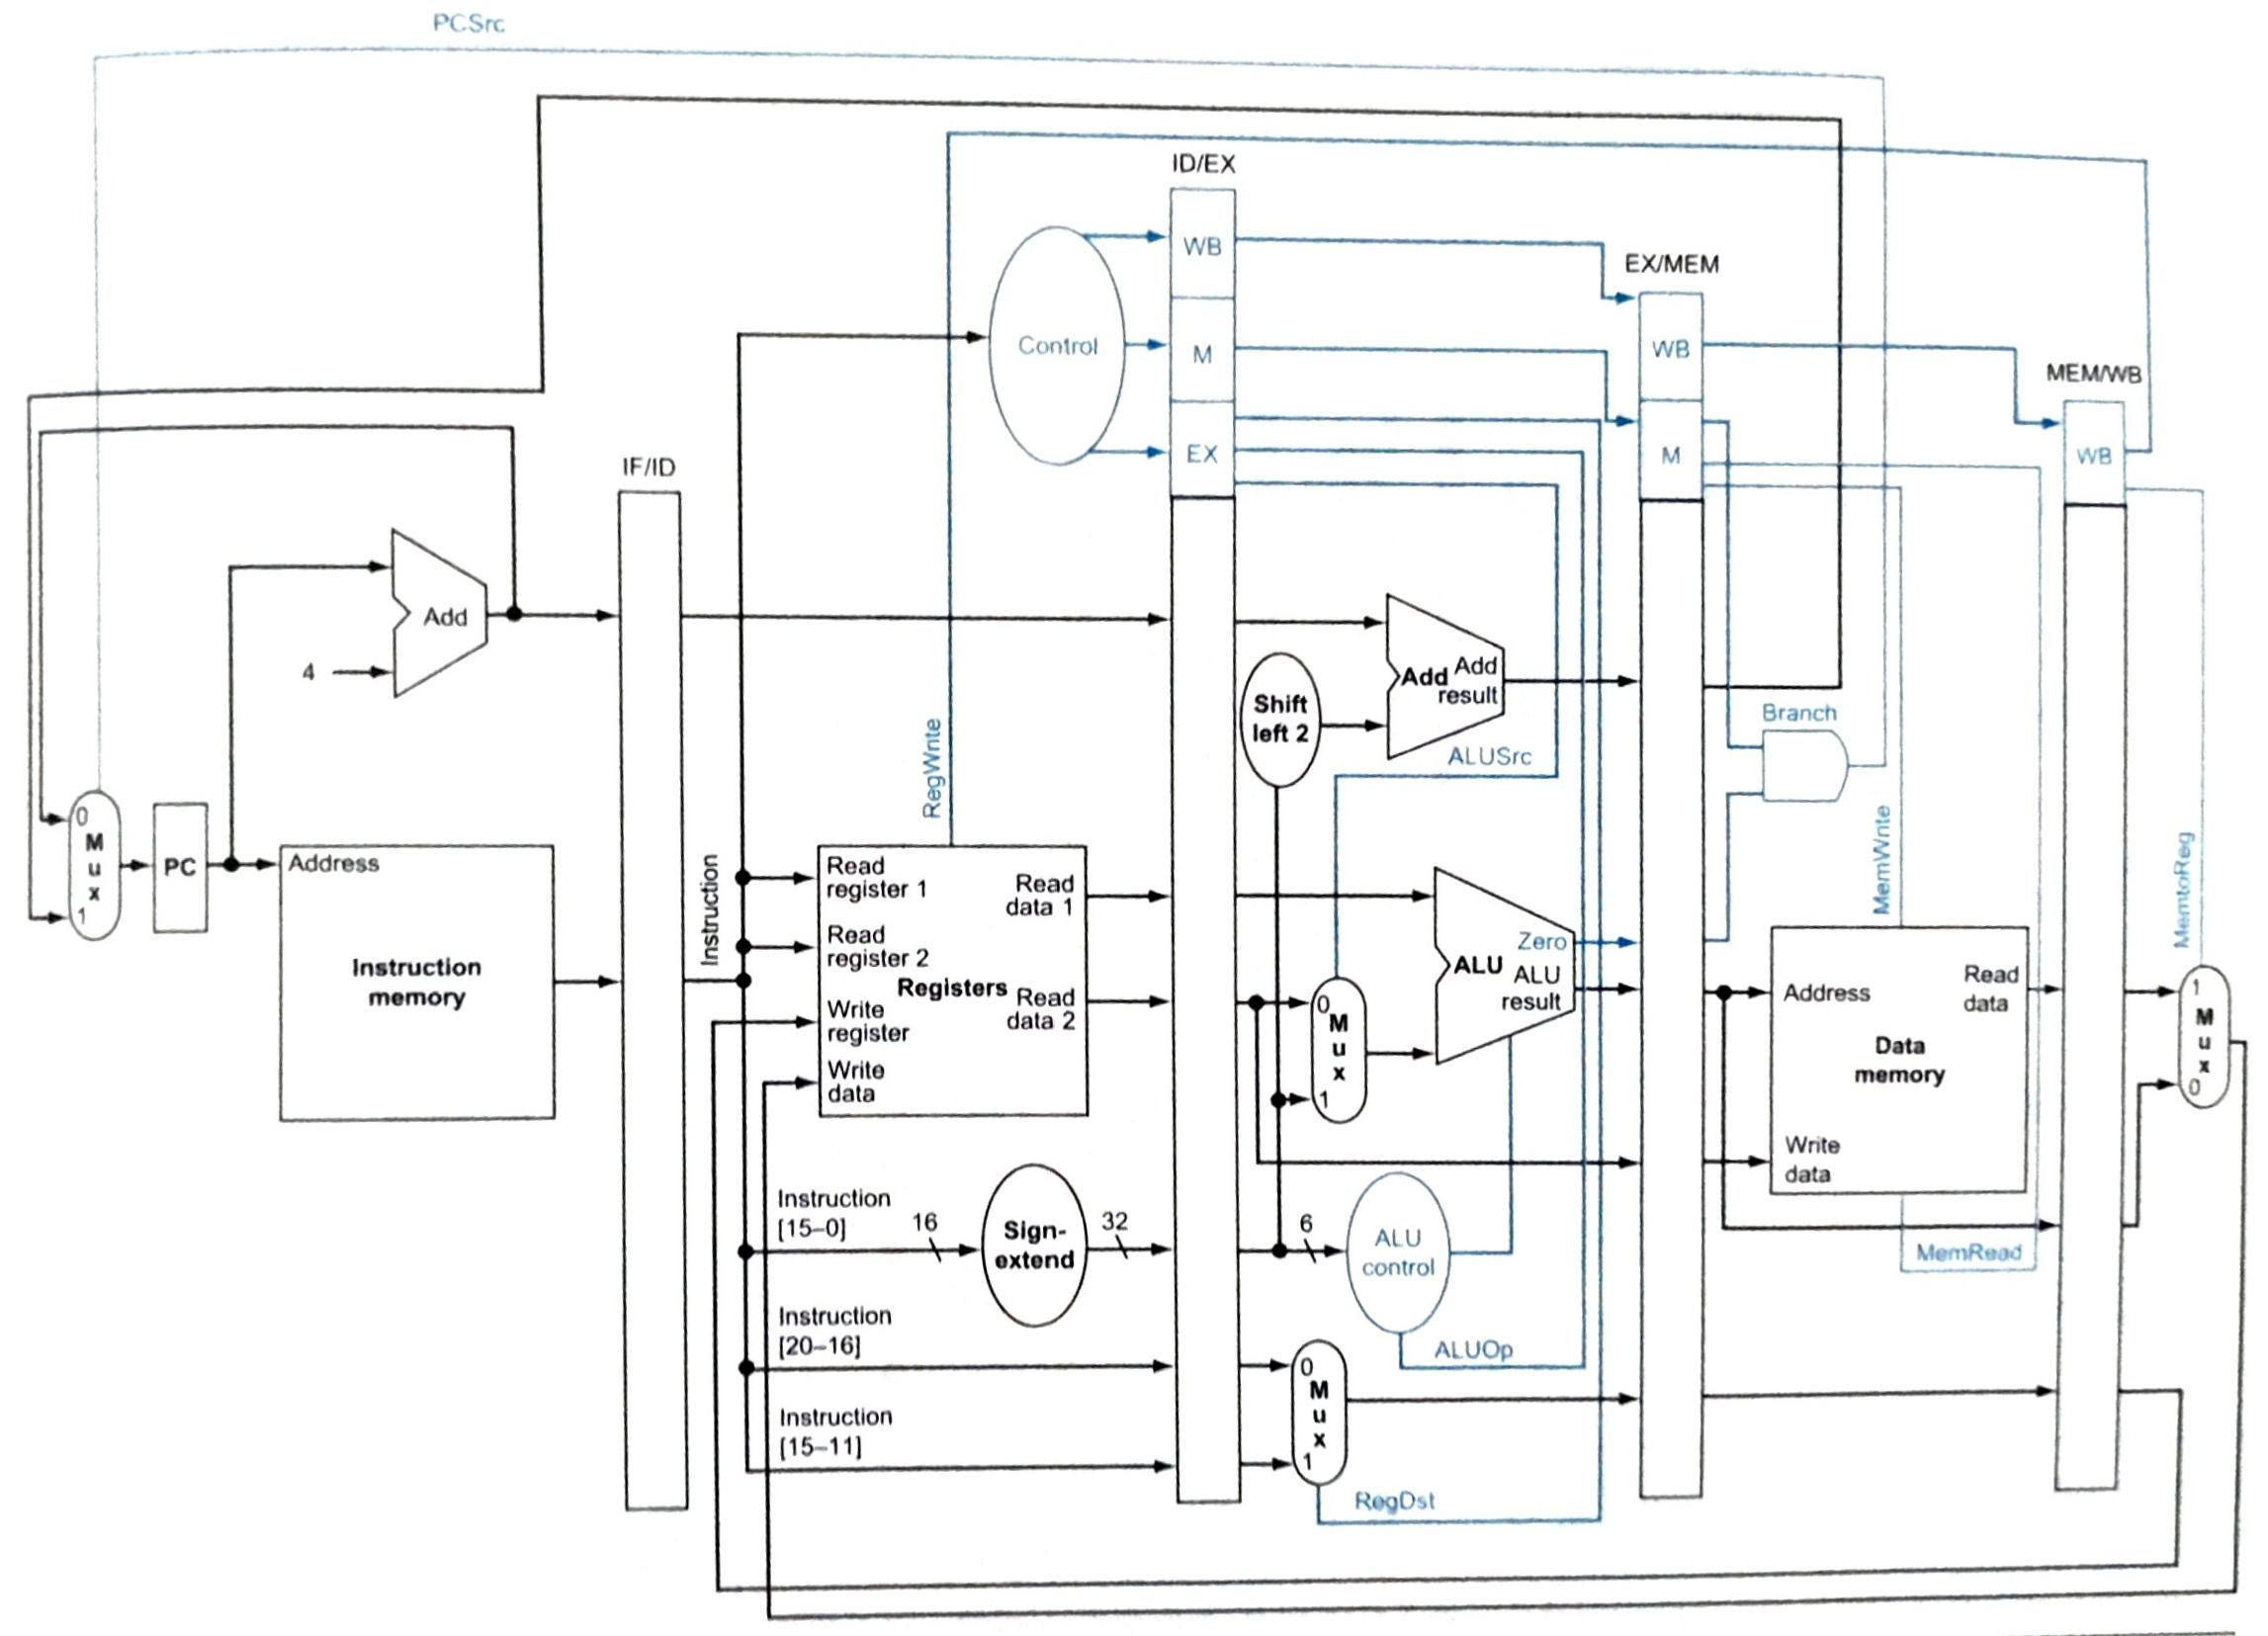 PCSrc
ID/EX
WB
EX/MEM
Control
M
WB
MEM/WB
EX
M
WB
IF/ID
Add
4
Add Add
result
Shift
left 2
Branch
ALUSrc
RegWrite
MemWrite
MemtoReg
0
M
u
x
1
PC
Address
Instruction
memory
Instruction
Read
register 1
Read
data 1
Read
register 2
Registers
Read
data 2
Write
register
Write
data
0
M
u
x
1
Zero
ALU
ALU
result
Address
Read
data
Data
memory
Write
data
1
M
u
x
0
Instruction
[15–0]
16
Sign-
extend
32
6
ALU
control
MemRead
Instruction
[20–16]
ALUOp
0
M
u
x
1
Instruction
[15–11]
RegDst